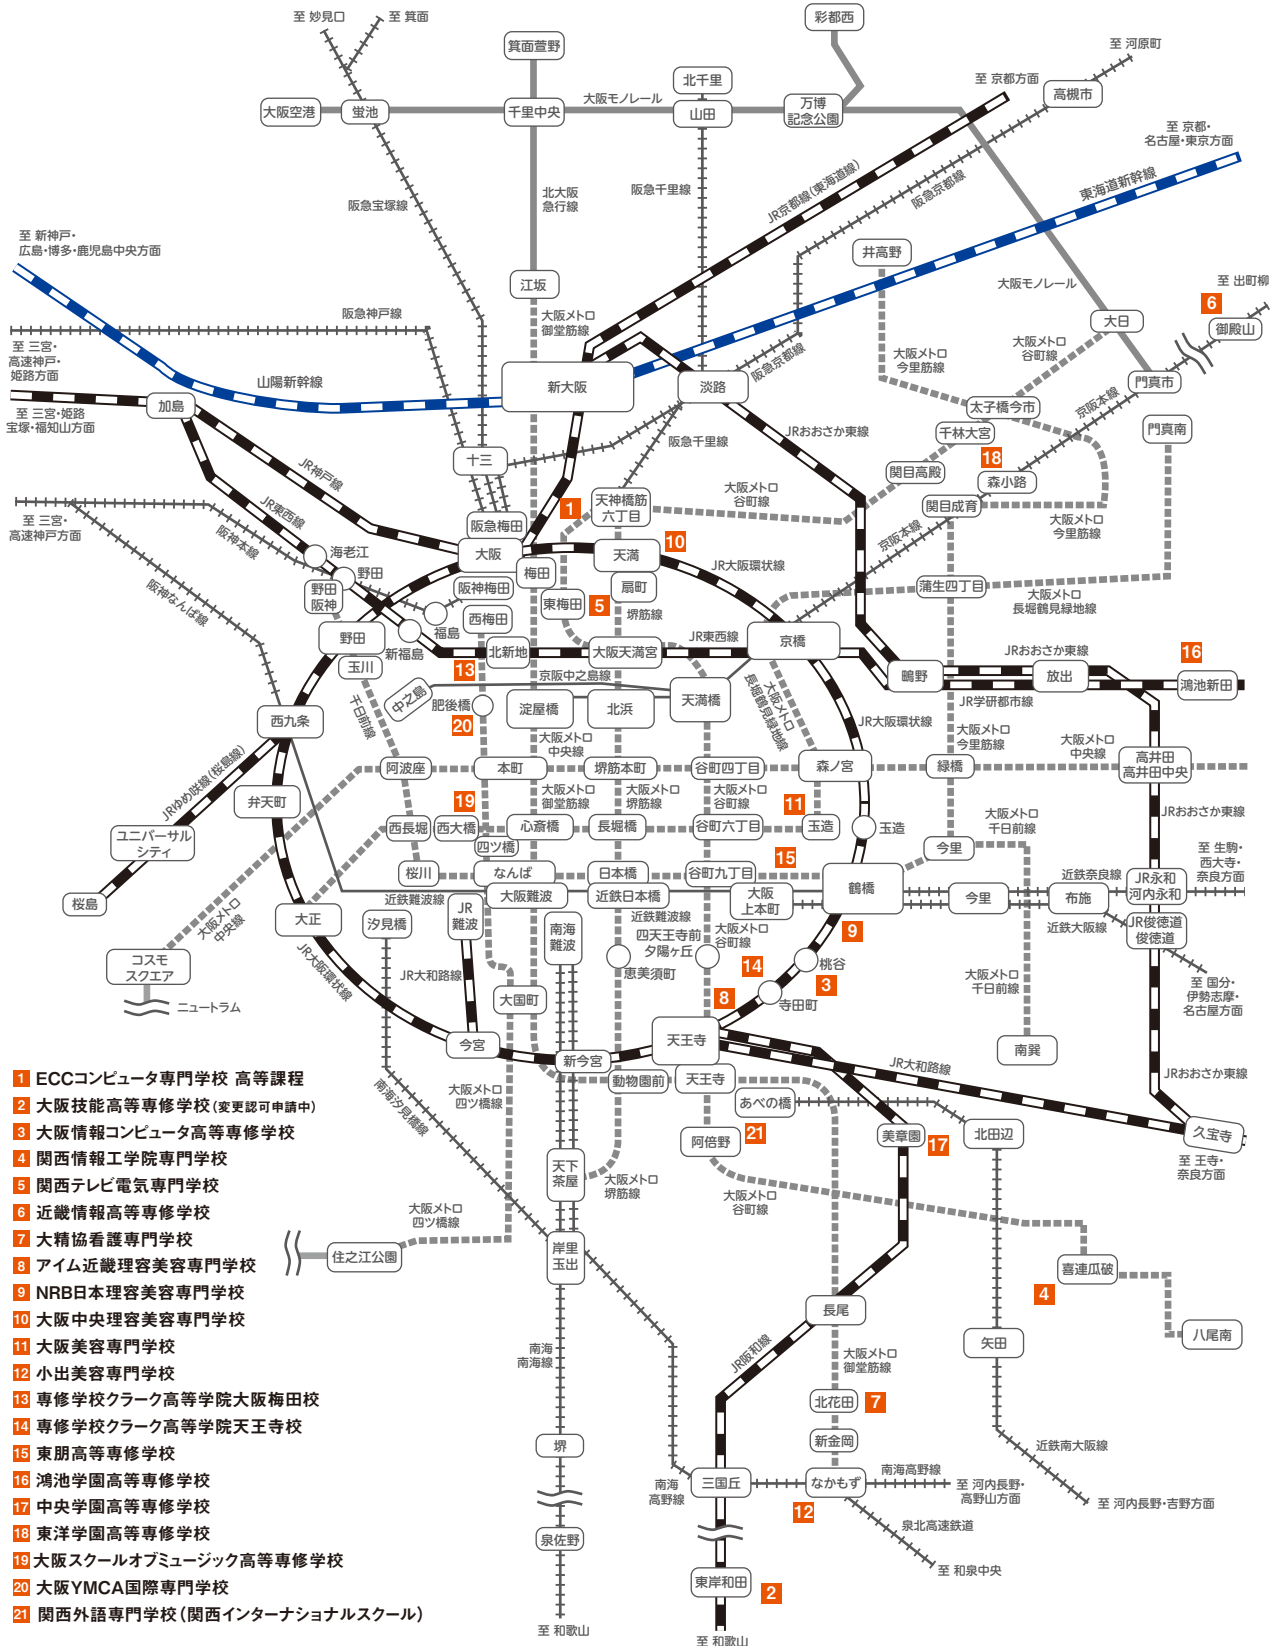 至 妙見口
至 箕面
彩都西
箕面萱野
至 河原町
北千里
至 京都方面
高槻市
大阪モノレール
大阪空港
蛍池
千里中央
山田
万博
記念公園
至 京都・
名古屋・東京方面
JR京都線(東海道線)
阪急京都線
東海道新幹線
阪急宝塚線
北大阪
急行線
阪急千里線
至 新神戸・
広島・博多・鹿児島中央方面
井高野
江坂
大阪モノレール
至 出町柳
6
御殿山
大日
阪急神戸線
大阪メトロ
御堂筋線
大阪メトロ
谷町線
大阪メトロ
今里筋線
至 三宮・
高速神戸・
姫路方面
阪急京都線
山陽新幹線
新大阪
淡路
門真市
京阪本線
加島
太子橋今市
至 三宮・姫路
宝塚・福知山方面
千林大宮
門真南
JRおおさか東線
阪急千里線
18
十三
JR神戸線
関目高殿
森小路
大阪メトロ
谷町線
JR東西線
1
天神橋筋
六丁目
関目成育
至 三宮・
高速神戸方面
阪神本線
阪急梅田
京阪本線
大阪メトロ
今里筋線
海老江
大阪
天満
10
JR大阪環状線
阪神なんば線
野田
梅田
野田
阪神
阪神梅田
扇町
蒲生四丁目
東梅田
5
堺筋線
大阪メトロ
長堀鶴見緑地線
西梅田
福島
野田
新福島
JR東西線
京橋
玉川
13
北新地
大阪天満宮
JRおおさか東線
16
鴫野
放出
鴻池新田
京阪中之島線
大阪メトロ
長堀鶴見緑地線
JR学研都市線
中之島
肥後橋
淀屋橋
北浜
天満橋
西九条
千日前線
20
JR大阪環状線
大阪メトロ
中央線
大阪メトロ
今里筋線
大阪メトロ
中央線
JRゆめ咲線(桜島線)
阿波座
本町
堺筋本町
谷町四丁目
森ノ宮
緑橋
高井田
高井田中央
弁天町
大阪メトロ
御堂筋線
大阪メトロ
堺筋線
大阪メトロ
谷町線
19
11
JRおおさか東線
ユニバーサル
シティ
西長堀
西大橋
心斎橋
長堀橋
谷町六丁目
玉造
玉造
大阪メトロ
千日前線
四ツ橋
今里
至 生駒・
西大寺・
奈良方面
桜川
なんば
日本橋
谷町九丁目
15
近鉄奈良線
鶴橋
JR永和
河内永和
桜島
近鉄難波線
大阪難波
近鉄日本橋
大阪
上本町
今里
布施
大正
汐見橋
JR
難波
南海
難波
近鉄難波線
近鉄大阪線
JR俊徳道
俊徳道
大阪メトロ
中央線
四天王寺前
夕陽ヶ丘
大阪メトロ
谷町線
9
コスモ
スクエア
JR大阪環状線
JR大和路線
恵美須町
14
桃谷
大阪メトロ
千日前線
至 国分・
伊勢志摩・
名古屋方面
ニュートラム
大国町
8
寺田町
3
今宮
新今宮
天王寺
南巽
JR大和路線
JRおおさか東線
動物園前
天王寺
1 ECCコンピュータ専門学校 高等課程
2 大阪技能高等専修学校(変更認可申請中)
3 大阪情報コンピュータ高等専修学校
4 関西情報工学院専門学校
5 関西テレビ電気専門学校
6 近畿情報高等専修学校
7 大精協看護専門学校
8 アイム近畿理容美容専門学校
9 NRB日本理容美容専門学校
10 大阪中央理容美容専門学校
11 大阪美容専門学校
12 小出美容専門学校
13 専修学校クラーク高等学院大阪梅田校
14 専修学校クラーク高等学院天王寺校
15 東朋高等専修学校
16 鴻池学園高等専修学校
17 中央学園高等専修学校
18 東洋学園高等専修学校
19 大阪スクールオブミュージック高等専修学校
20 大阪YMCA国際専門学校
21 関西外語専門学校(関西インターナショナルスクール)
南海汐見橋線
大阪メトロ
四ツ橋線
あべの橋
阿倍野
21
美章園
17
北田辺
久宝寺
至 王寺・
奈良方面
天下
茶屋
大阪メトロ
堺筋線
大阪メトロ
谷町線
大阪メトロ
四ツ橋線
住之江公園
岸里
玉出
喜連瓜破
4
長尾
八尾南
矢田
南海
南海線
JR阪和線
大阪メトロ
御堂筋線
北花田
7
堺
新金岡
近鉄南大阪線
南海
高野線
三国丘
なかもず
南海高野線
至 河内長野・
高野山方面
至 河内長野・吉野方面
12
泉北高速鉄道
泉佐野
至 和泉中央
東岸和田
2
至 和歌山
至 和歌山